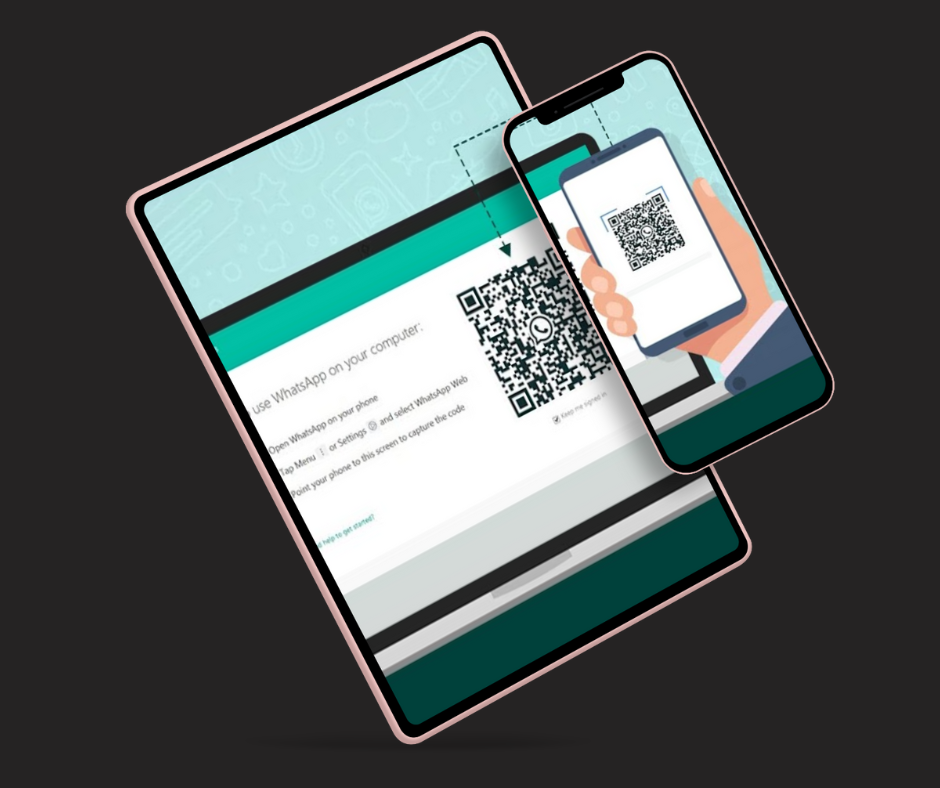 use WhatsApp on your computer:
Open WhatsApp on your phone
Tap Menu or Settings and select WhatsApp Web
Point your phone to this screen to capture the code
help to get started?
Keep me signed in